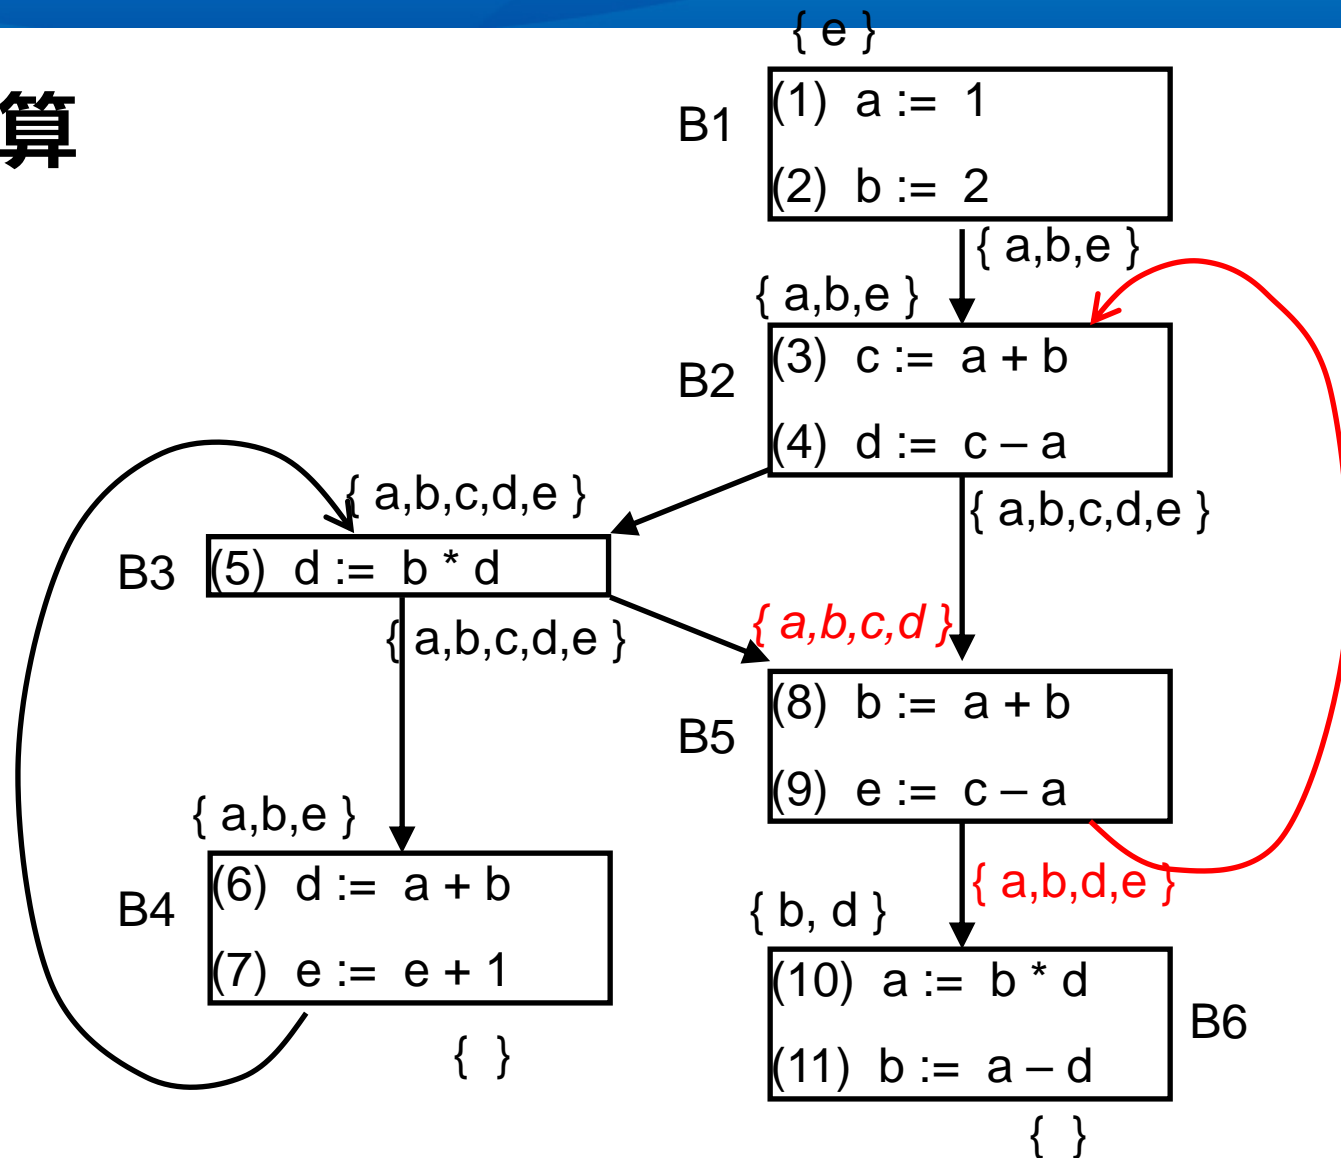 { e }
算
B1
(1) a := 1
(2) b := 2
{ a,b,e }
{ a,b,e }
B2
(3) c := a + b
(4) d := c – a
{ a,b,c,d,e }
{ a,b,c,d,e }
B3
(5) d := b * d
{ a,b,c,d }
{ a,b,c,d,e }
B5
(8) b := a + b
(9) e := c – a
{ a,b,e }
B4
(6) d := a + b
(7) e := e + 1
{ }
{ a,b,d,e }
{ b, d }
(10) a := b * d
(11) b := a – d
B6
{ }